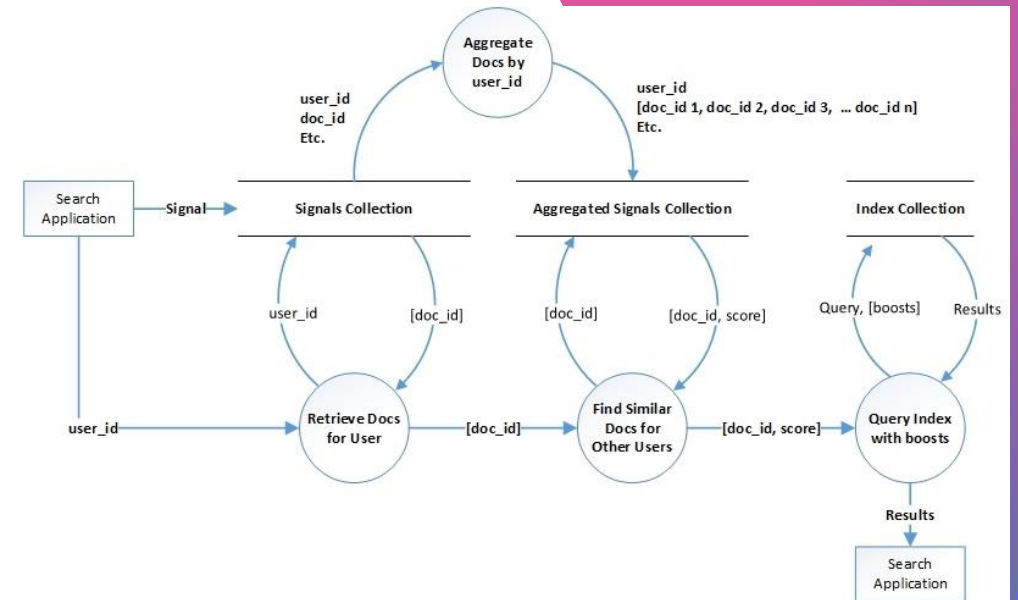 Aggregate
Docs by
user_id
user_id
doc_id
Etc.
user_id
[doc_id 1, doc_id 2, doc_id 3, ... doc_id n]
Etc.
Search
Application
Signal
Signals Collection
Aggregated Signals Collection
Index Collection
user_id
[doc_id]
[doc_id]
[doc_id, score]
Query, [boosts]
Results
user_id
Retrieve Docs
for User
[doc_id]
Find Similar
Docs for
Other Users
[doc_id, score]
Query Index
with boosts
Results
Search
Application